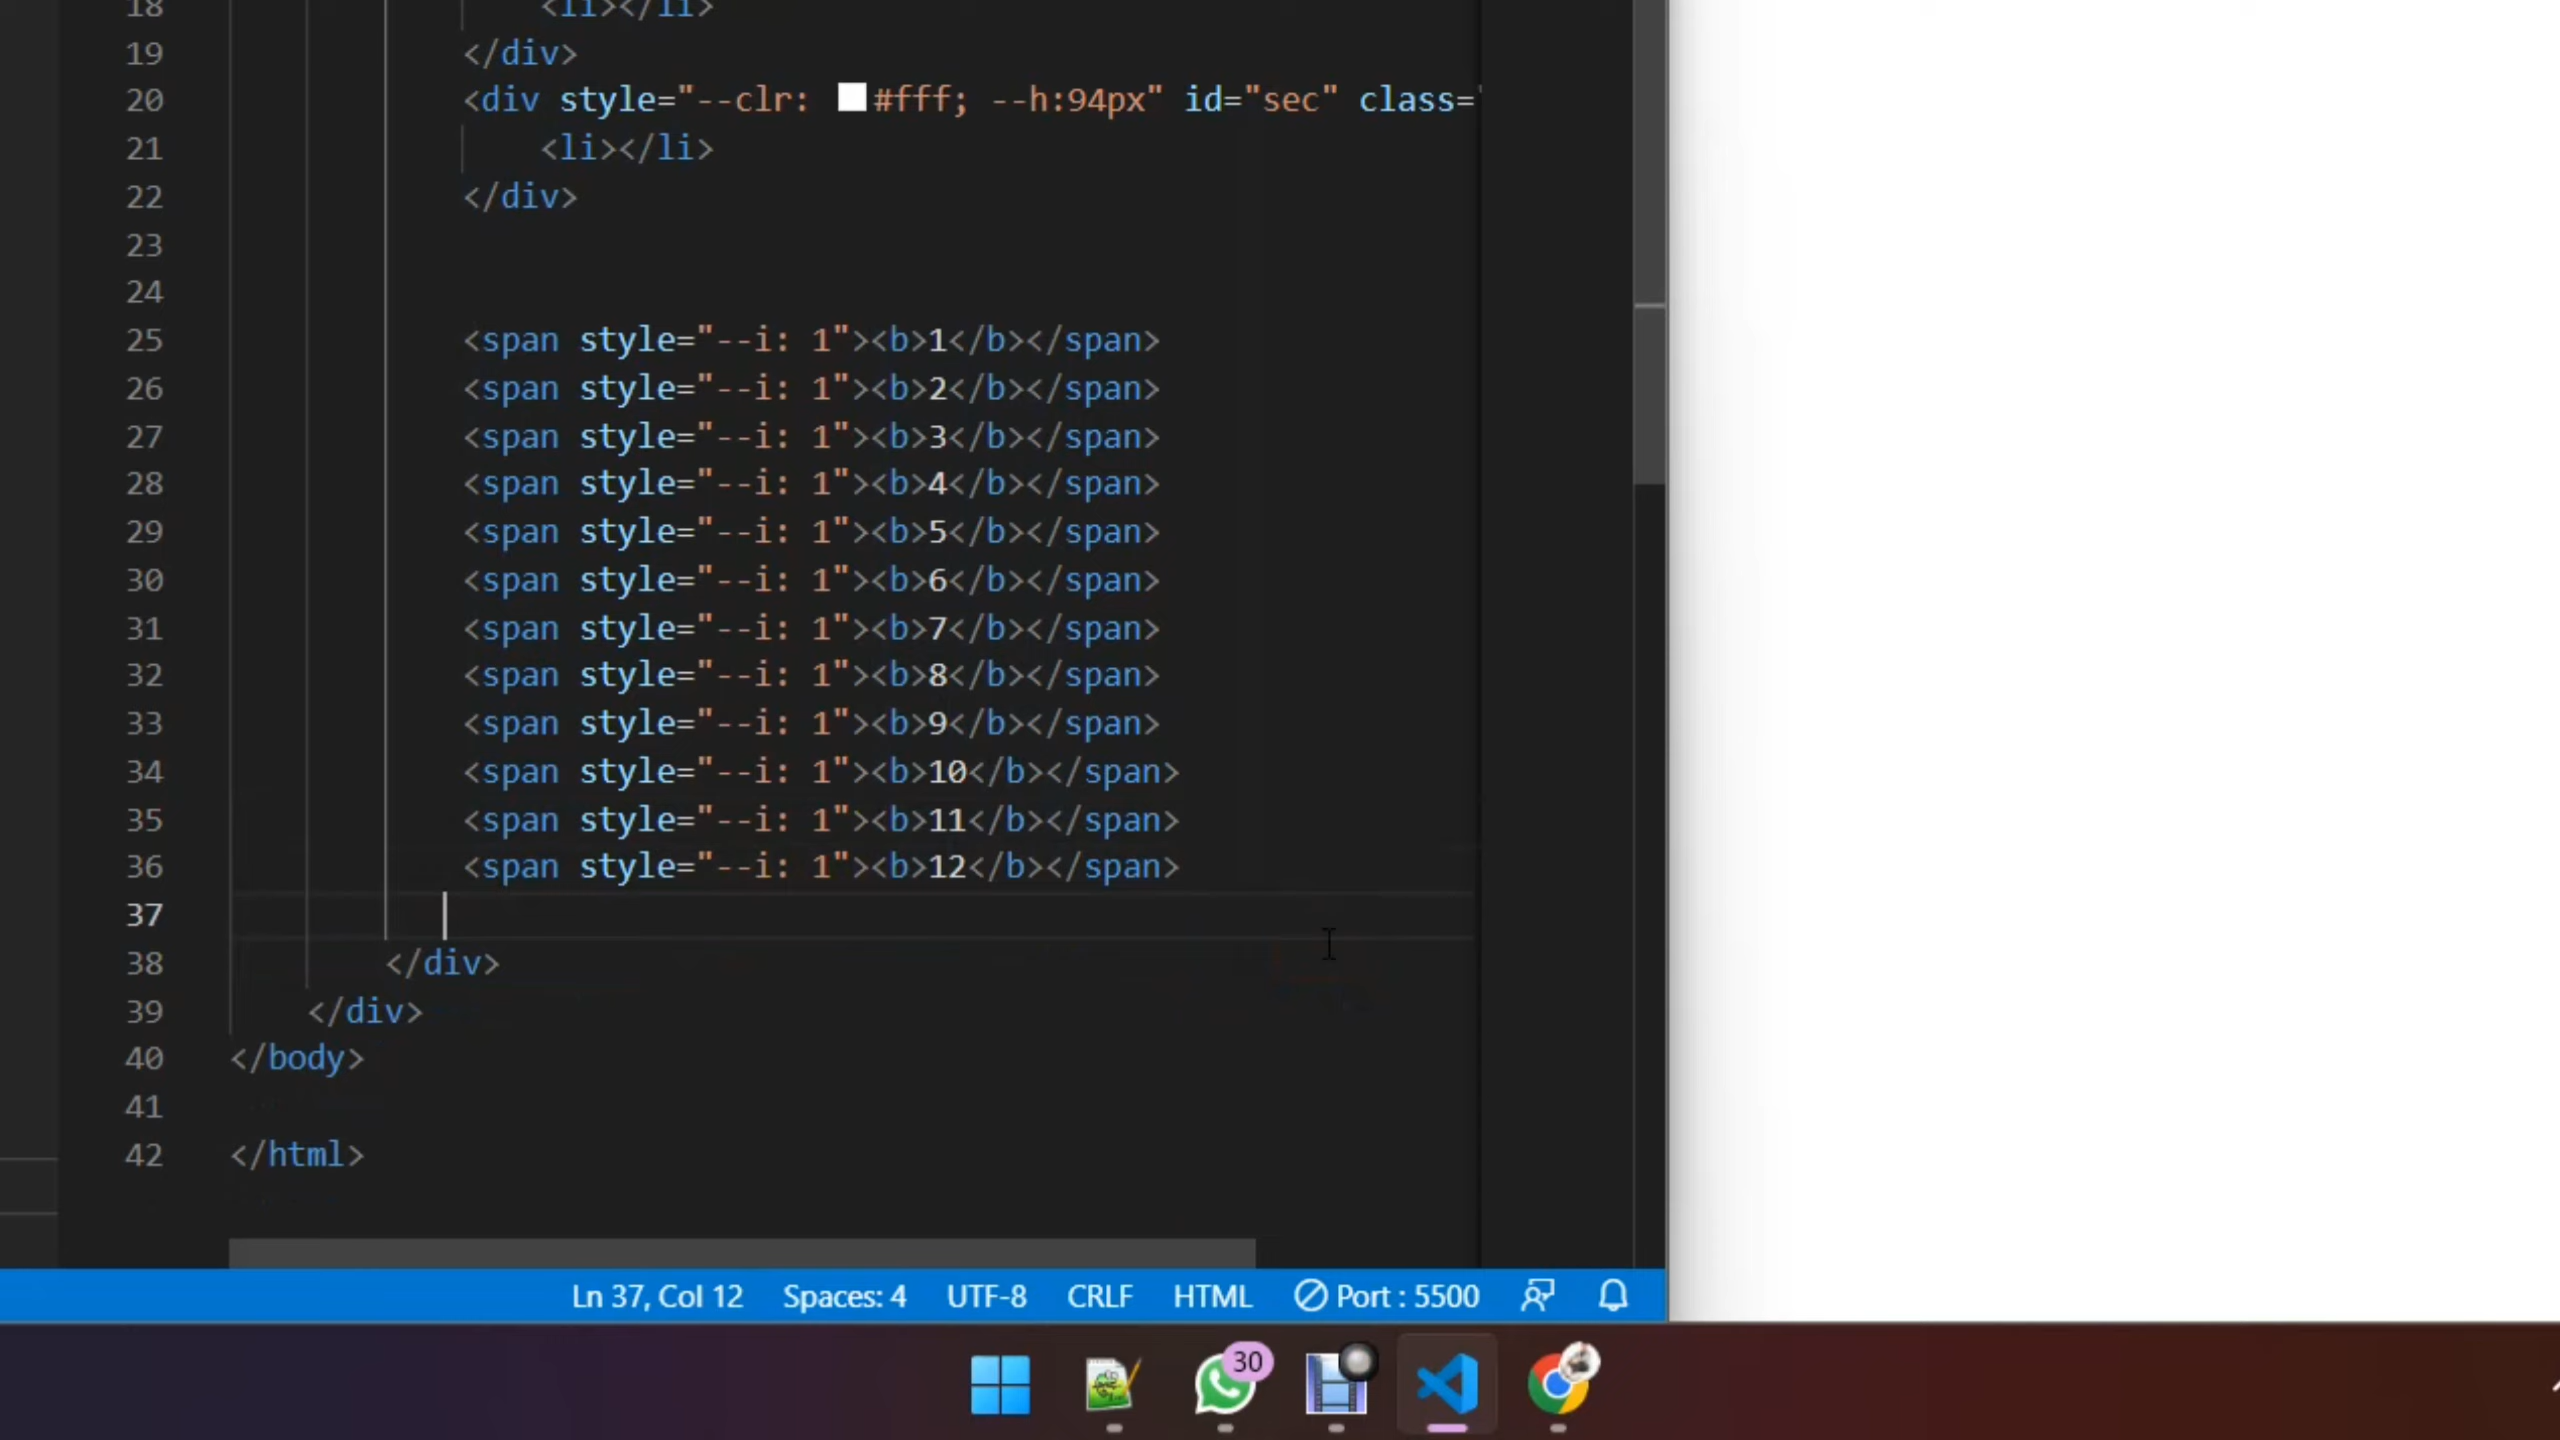 18 <li></li>
19 </div>
20 <div style="--clr: #fff; --h:94px" id="sec" class=
21 <li></li>
22 </div>
23
24
25 <span style="--i: 1"><b>1</b></span>
26 <span style="--i: 1"><b>2</b></span>
27 <span style="--i: 1"><b>3</b></span>
28 <span style="--i: 1"><b>4</b></span>
29 <span style="--i: 1"><b>5</b></span>
30 <span style="--i: 1"><b>6</b></span>
31 <span style="--i: 1"><b>7</b></span>
32 <span style="--i: 1"><b>8</b></span>
33 <span style="--i: 1"><b>9</b></span>
34 <span style="--i: 1"><b>10</b></span>
35 <span style="--i: 1"><b>11</b></span>
36 <span style="--i: 1"><b>12</b></span>
37
38 </div>
39 </div>
40 </body>
41
42 </html>
Ln 37, Col 12 Spaces: 4 UTF-8 CRLF HTML Port : 5500
30